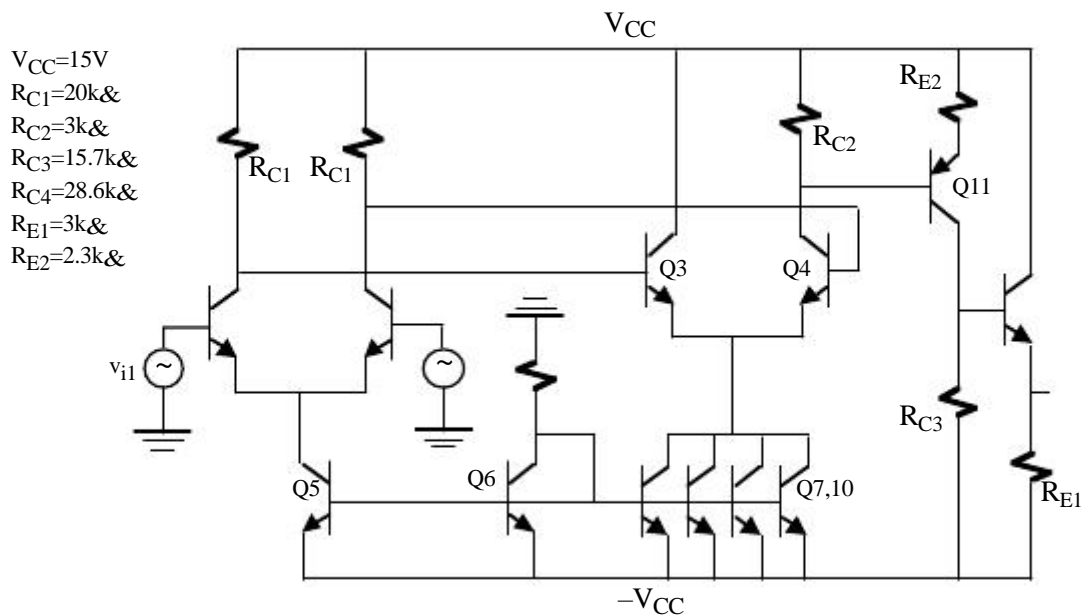 V_CC
V_CC=15V
R_C1=20k&
R_C2=3k&
R_C3=15.7k&
R_C4=28.6k&
R_E1=3k&
R_E2=2.3k&
R_E2
R_C1
R_C1
R_C2
Q11
Q3
Q4
~
v_i1
~
R_C3
Q5
Q6
Q7,10
R_E1
–V_CC